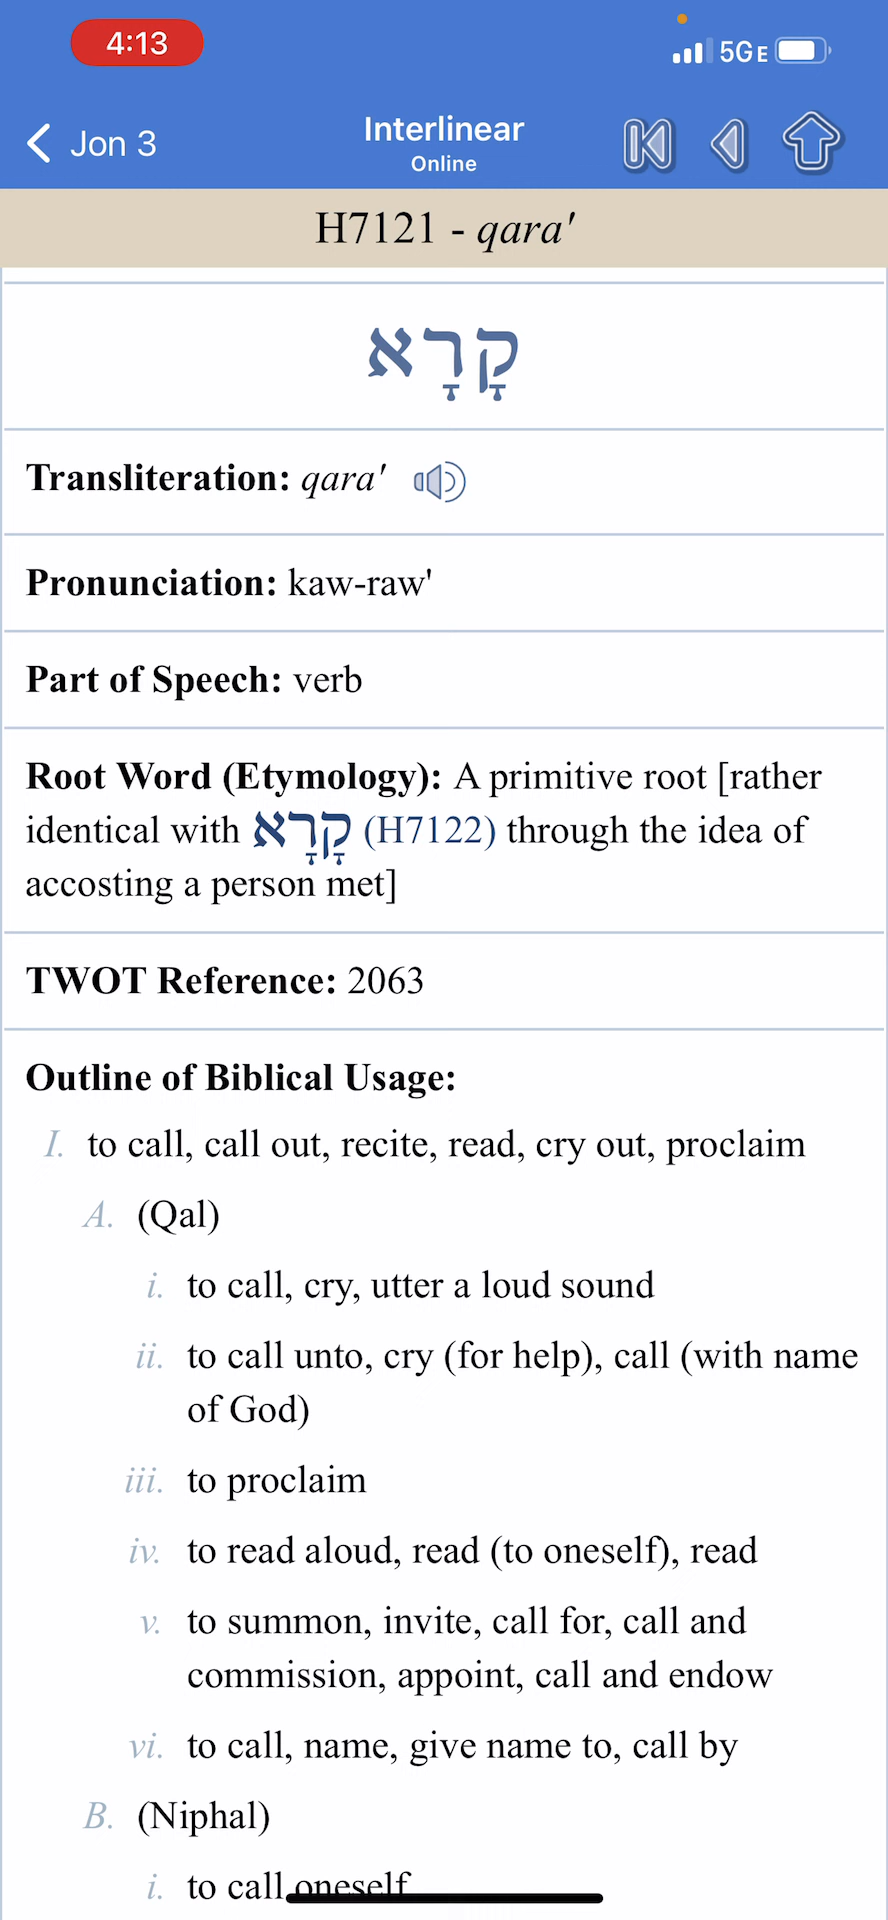 4:13
5GE
Jon 3
Interlinear
Online
H7121 - qara'
קָרָא
Transliteration: qara'
Pronunciation: kaw-raw'
Part of Speech: verb
Root Word (Etymology): A primitive root [rather
identical with קָרָא (H7122) through the idea of
accosting a person met]
TWOT Reference: 2063
Outline of Biblical Usage:
I. to call, call out, recite, read, cry out, proclaim
A. (Qal)
i. to call, cry, utter a loud sound
ii. to call unto, cry (for help), call (with name
of God)
iii. to proclaim
iv. to read aloud, read (to oneself), read
v. to summon, invite, call for, call and
commission, appoint, call and endow
vi. to call, name, give name to, call by
B. (Niphal)
i. to call oneself